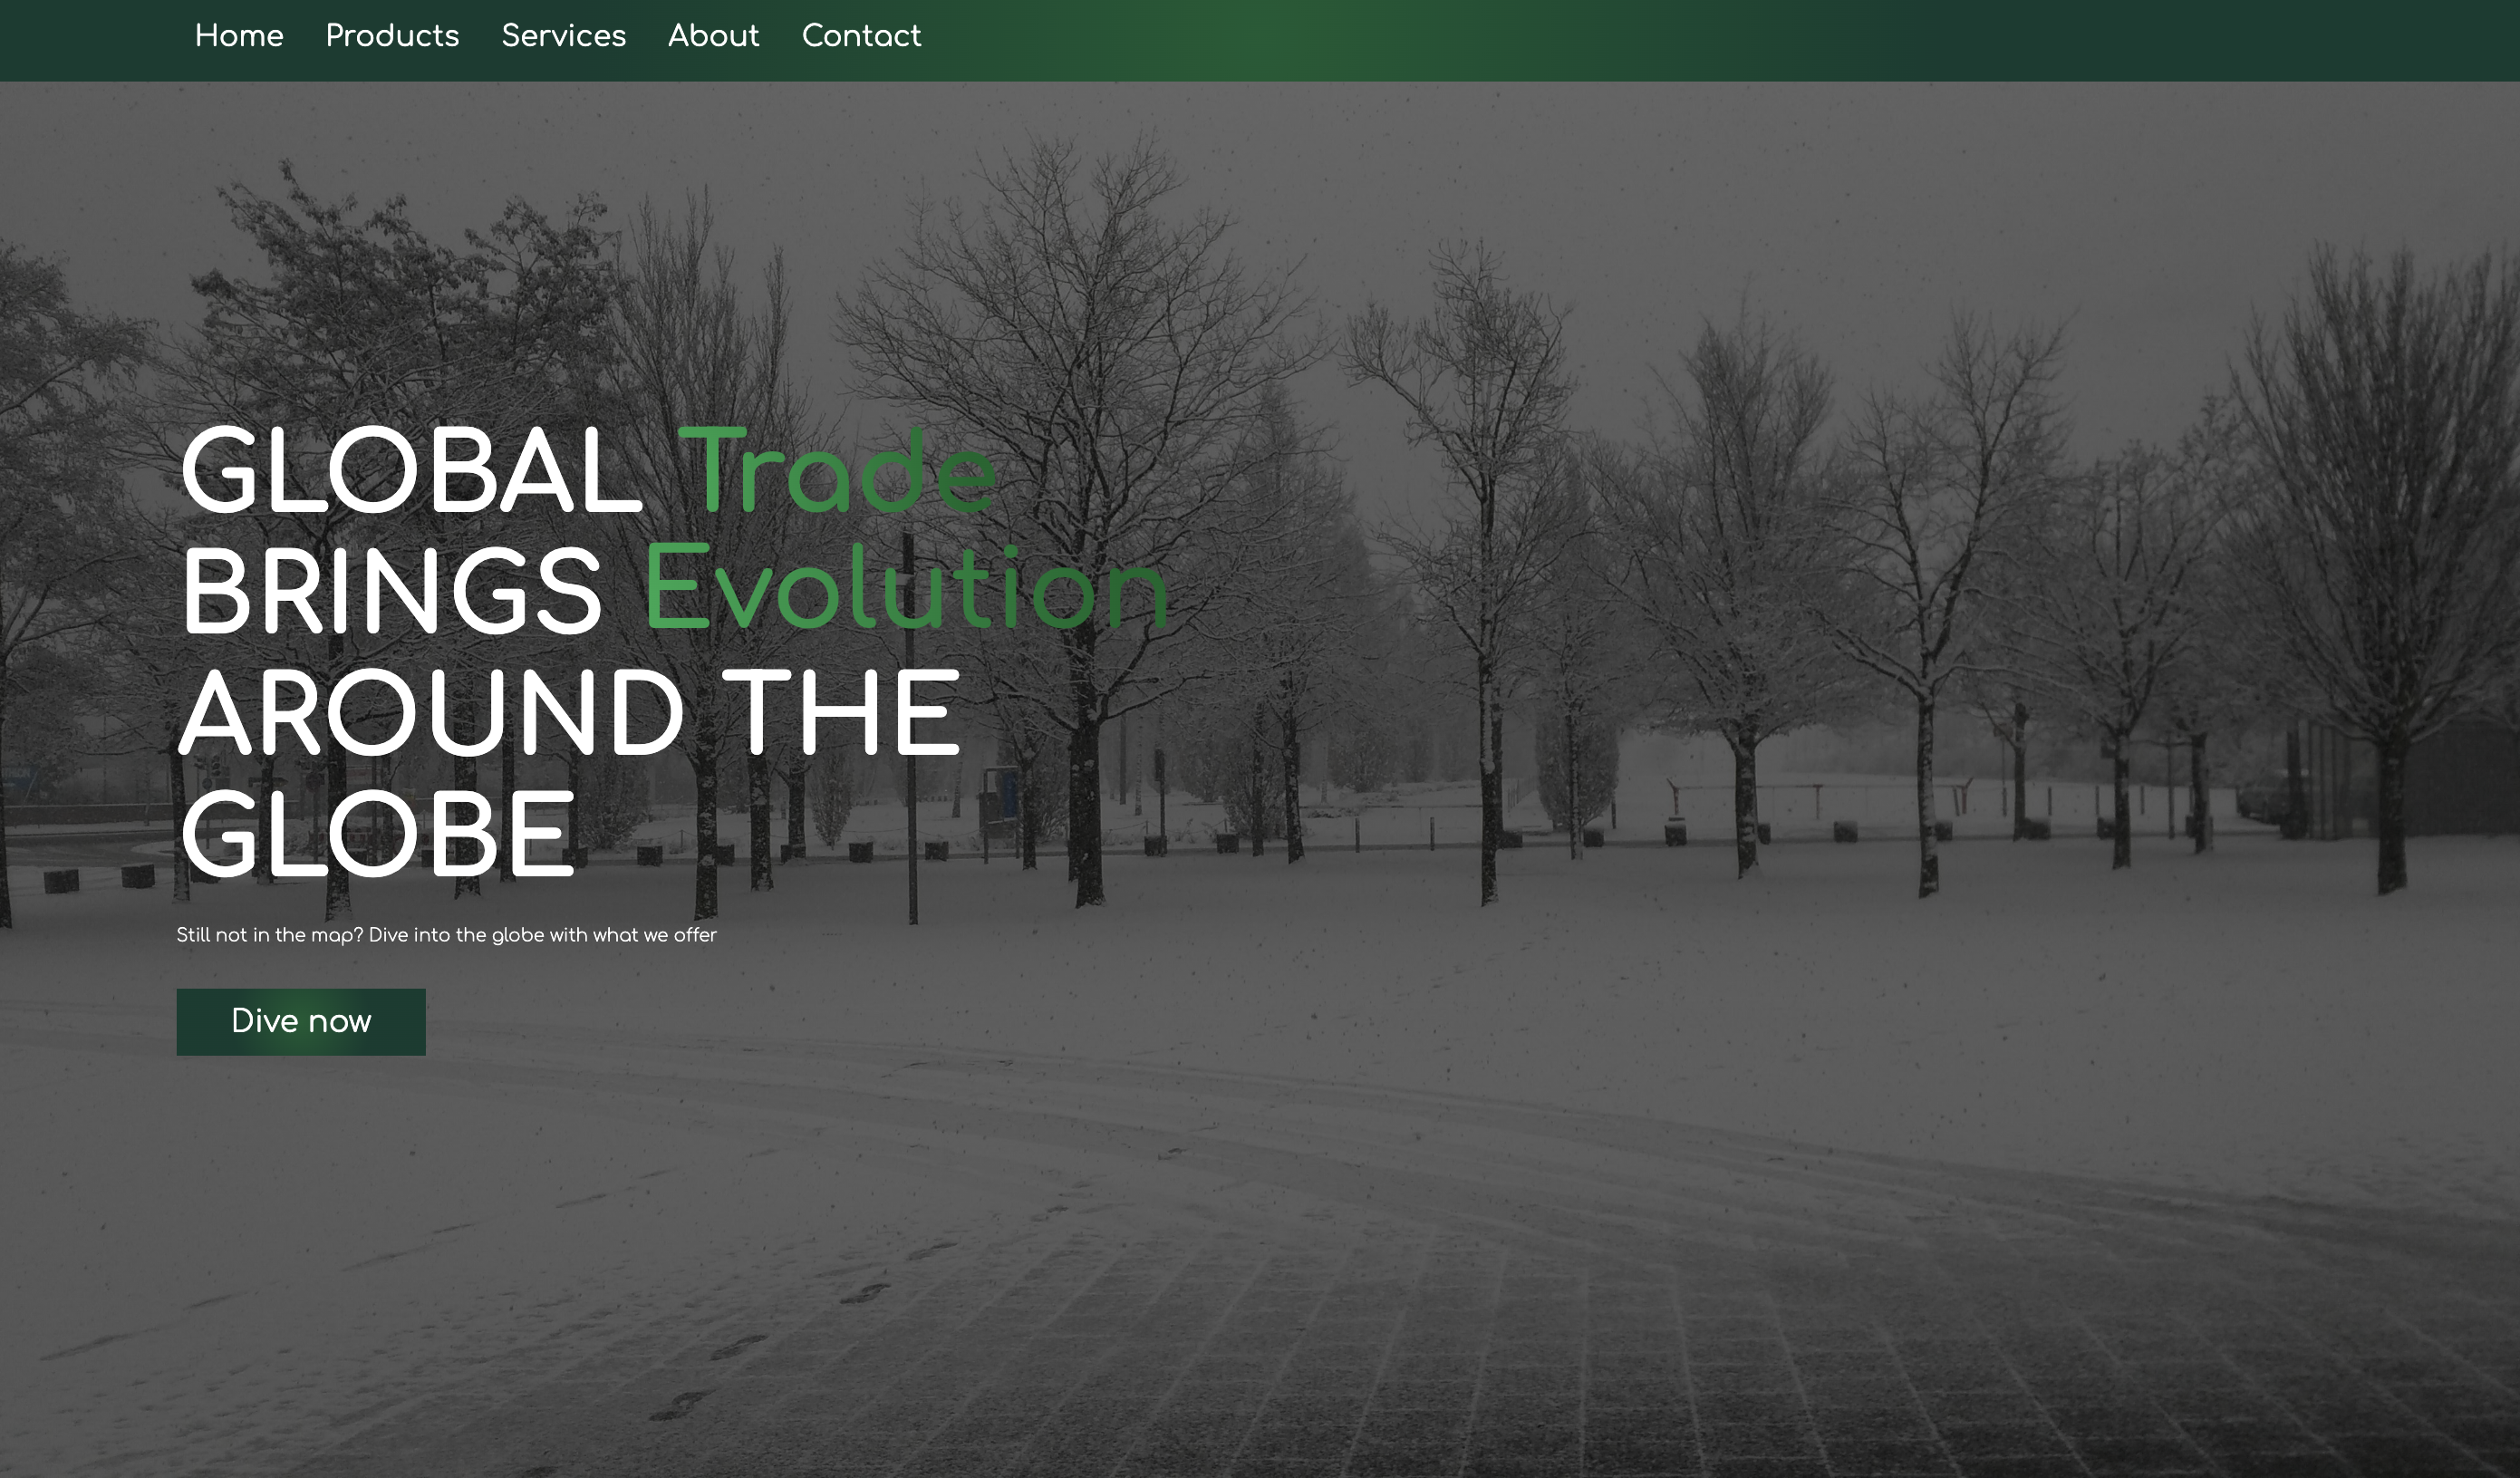 Home Products Services About Contact
GLOBAL Trade
BRINGS Evolution
AROUND THE
GLOBE
Still not in the map? Dive into the globe with what we offer
Dive now